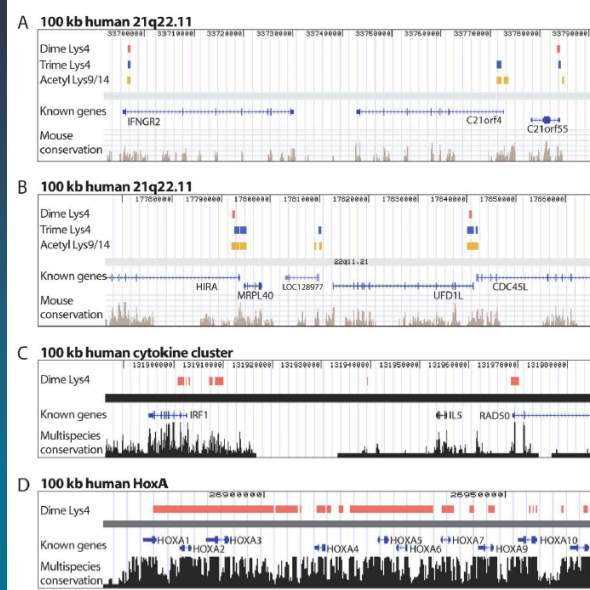 A 100 kb human 21q22.11
33700000 33710000 33720000 33730000 33750000 33760000 33770000 33780000 33790000
Dime Lys4
Trime Lys4
Acetyl Lys9/14
Known genes
IFNGR2 C21orf4 C21orf55
Mouse
conservation
B 100 kb human 21q22.11
17780000 17790000 17800000 17810000 17820000 17830000 17840000 17850000 17860000
Dime Lys4
Trime Lys4
Acetyl Lys9/14
22q11.21
Known genes
HIRA MRPL40 LOC128977 UFD1L CDC45L
Mouse
conservation
C 100 kb human cytokine cluster
131900000 131910000 131920000 131930000 131940000 131950000 131960000 131970000 131980000
Dime Lys4
Known genes IRF1 IL5 RAD50
Multispecies
conservation
D 100 kb human HoxA
26900000 26950000
Dime Lys4
Known genes
HOXA1 HOXA3 HOXA5 HOXA7 HOXA10
HOXA2 HOXA4 HOXA6 HOXA9
Multispecies
conservation